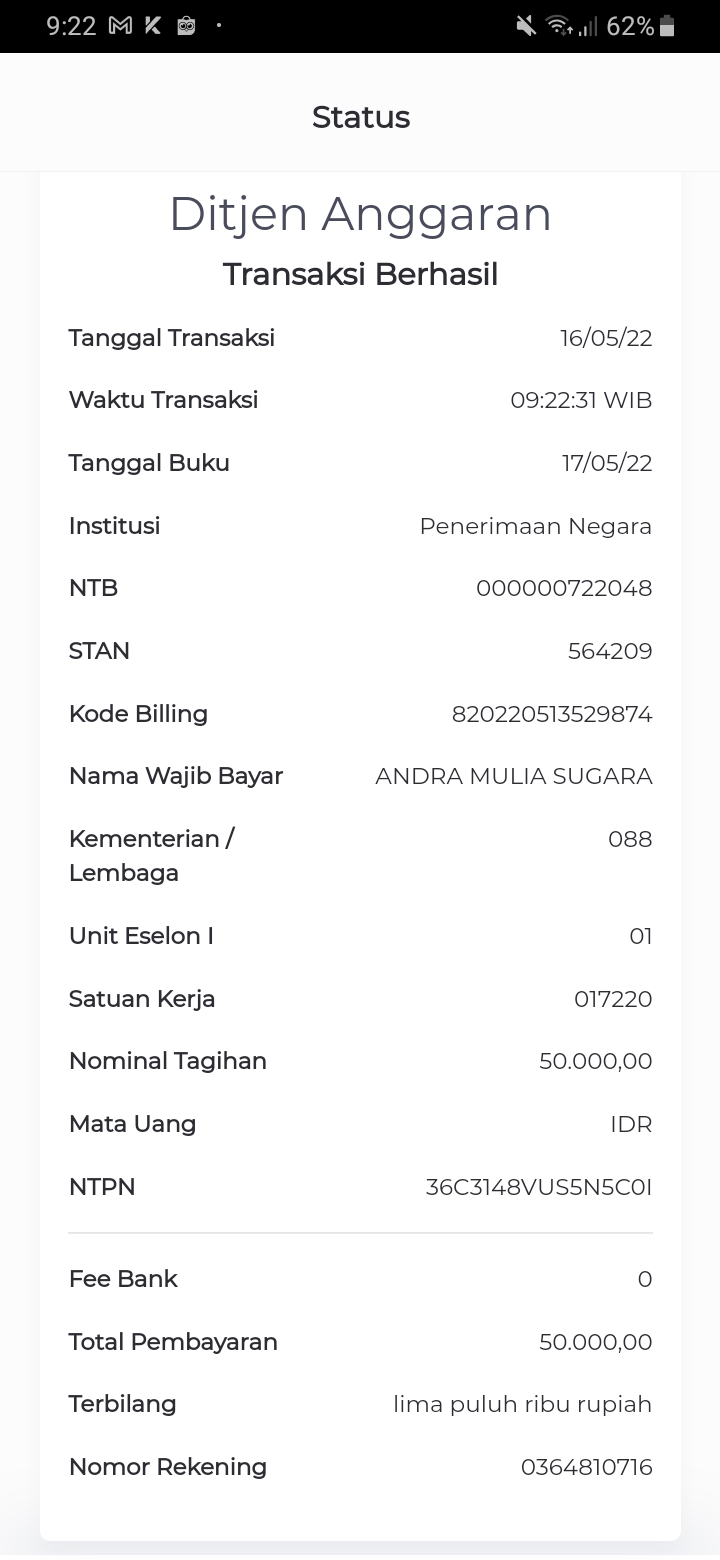 9:22 62%
Status
Ditjen Anggaran
Transaksi Berhasil
Tanggal Transaksi 16/05/22
Waktu Transaksi 09:22:31 WIB
Tanggal Buku 17/05/22
Institusi Penerimaan Negara
NTB 000000722048
STAN 564209
Kode Billing 820220513529874
Nama Wajib Bayar ANDRA MULIA SUGARA
Kementerian / 088
Lembaga
Unit Eselon I 01
Satuan Kerja 017220
Nominal Tagihan 50.000,00
Mata Uang IDR
NTPN 36C3148VUS5N5C0I
Fee Bank 0
Total Pembayaran 50.000,00
Terbilang lima puluh ribu rupiah
Nomor Rekening 0364810716